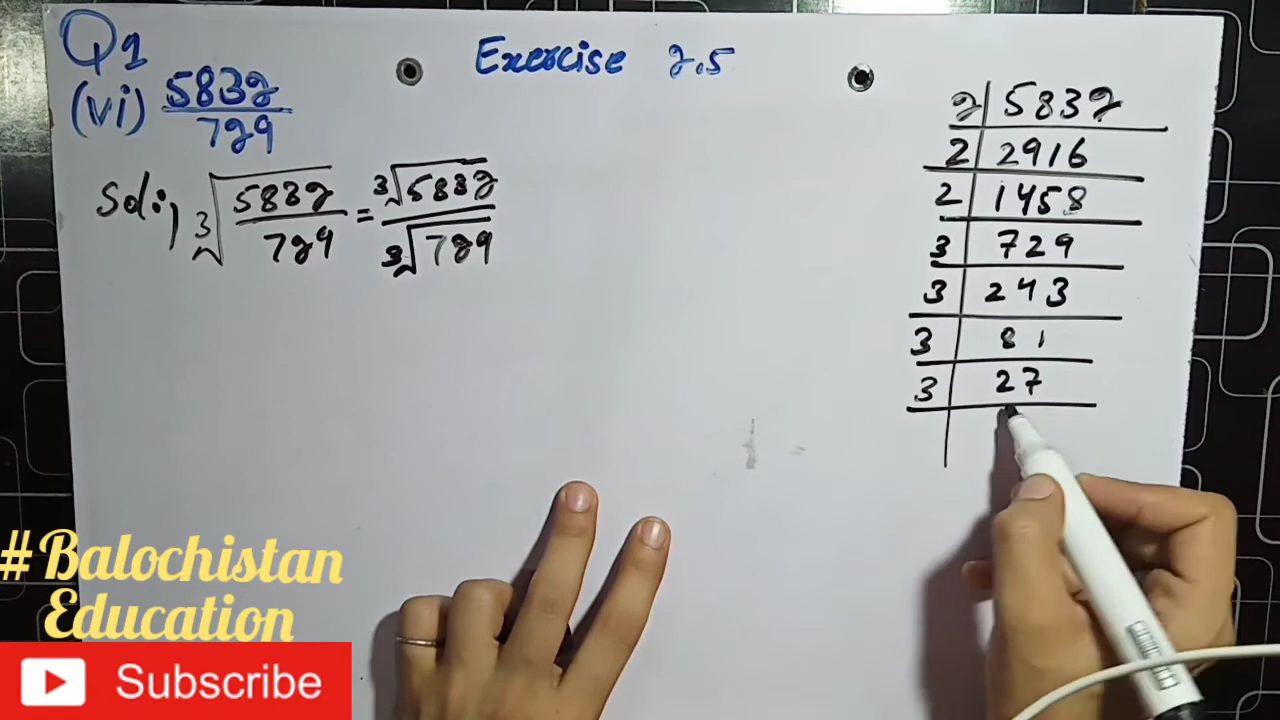 Q1
Exercise 2.5
(vi) 5832/729
Sol:, ∛(5832/729) = ∛5832/∛729
2 | 5832
2 | 2916
2 | 1458
3 | 729
3 | 243
3 | 81
3 | 27
#Balochistan
Education
Subscribe